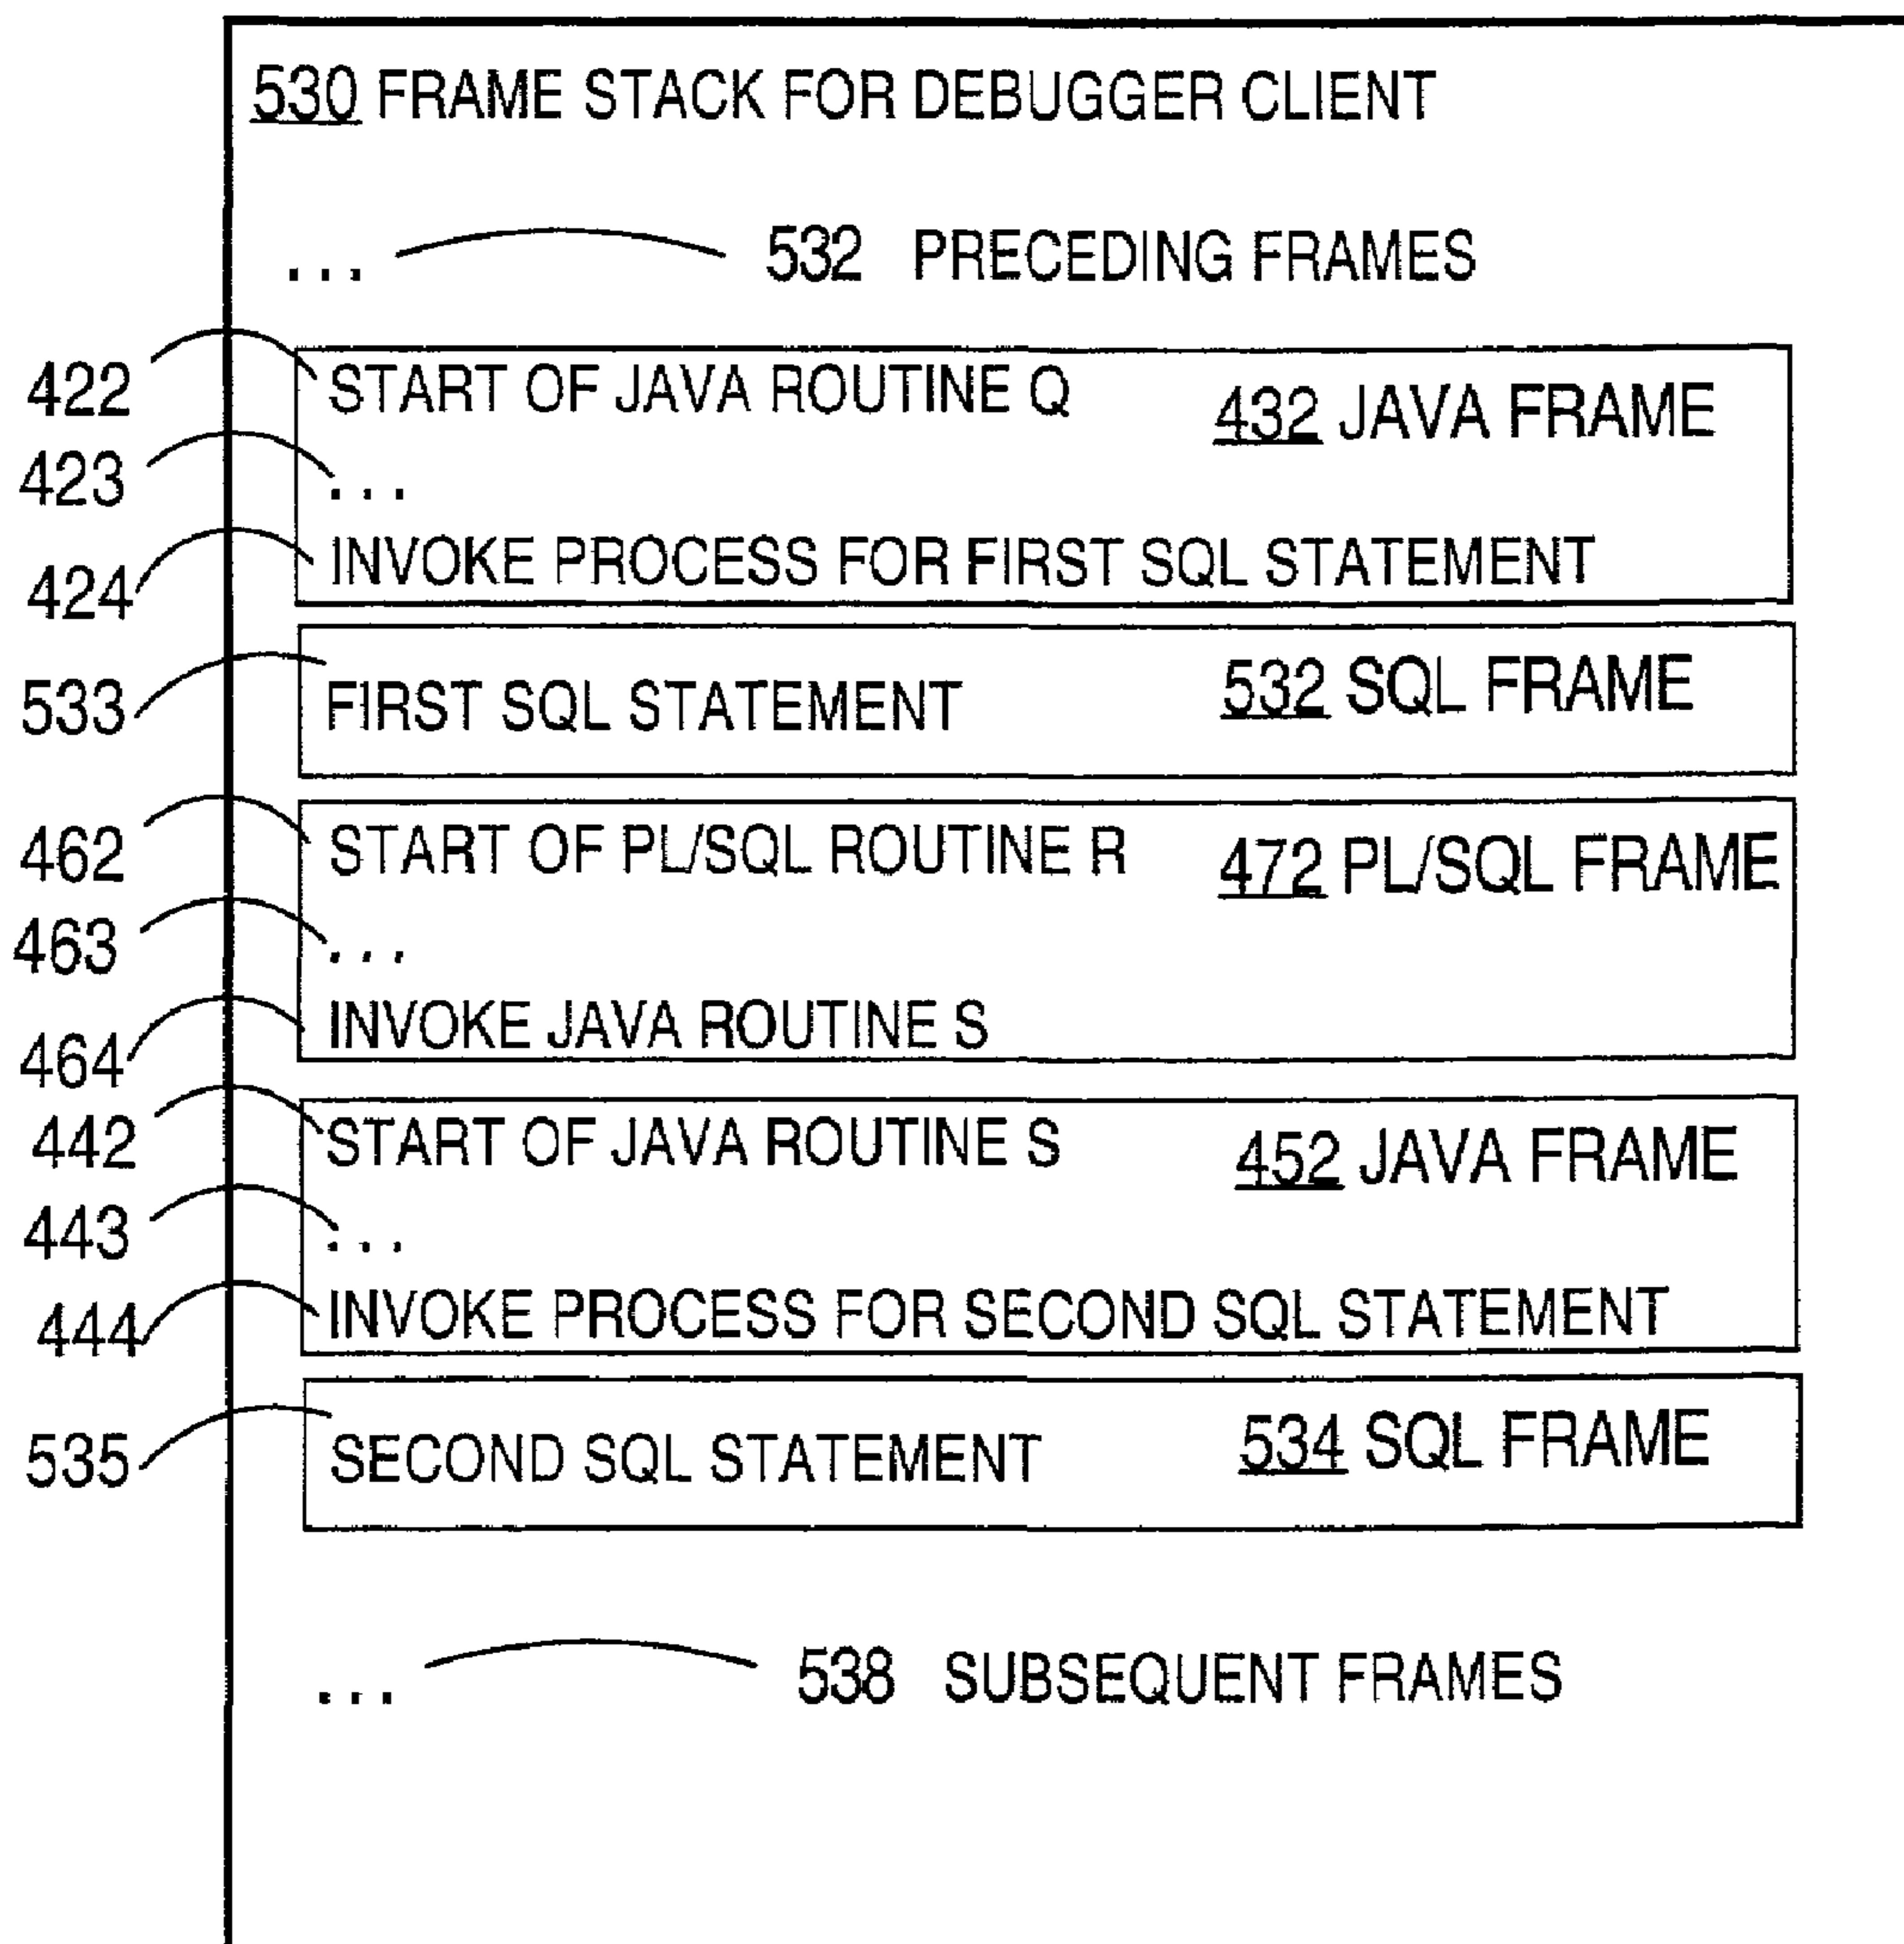 530 FRAME STACK FOR DEBUGGER CLIENT
... 532 PRECEDING FRAMES
422 START OF JAVA ROUTINE Q 432 JAVA FRAME
423 ...
424 INVOKE PROCESS FOR FIRST SQL STATEMENT
533 FIRST SQL STATEMENT 532 SQL FRAME
462 START OF PL/SQL ROUTINE R 472 PL/SQL FRAME
463 ...
464 INVOKE JAVA ROUTINE S
442 START OF JAVA ROUTINE S 452 JAVA FRAME
443 ...
444 INVOKE PROCESS FOR SECOND SQL STATEMENT
535 SECOND SQL STATEMENT 534 SQL FRAME
... 538 SUBSEQUENT FRAMES